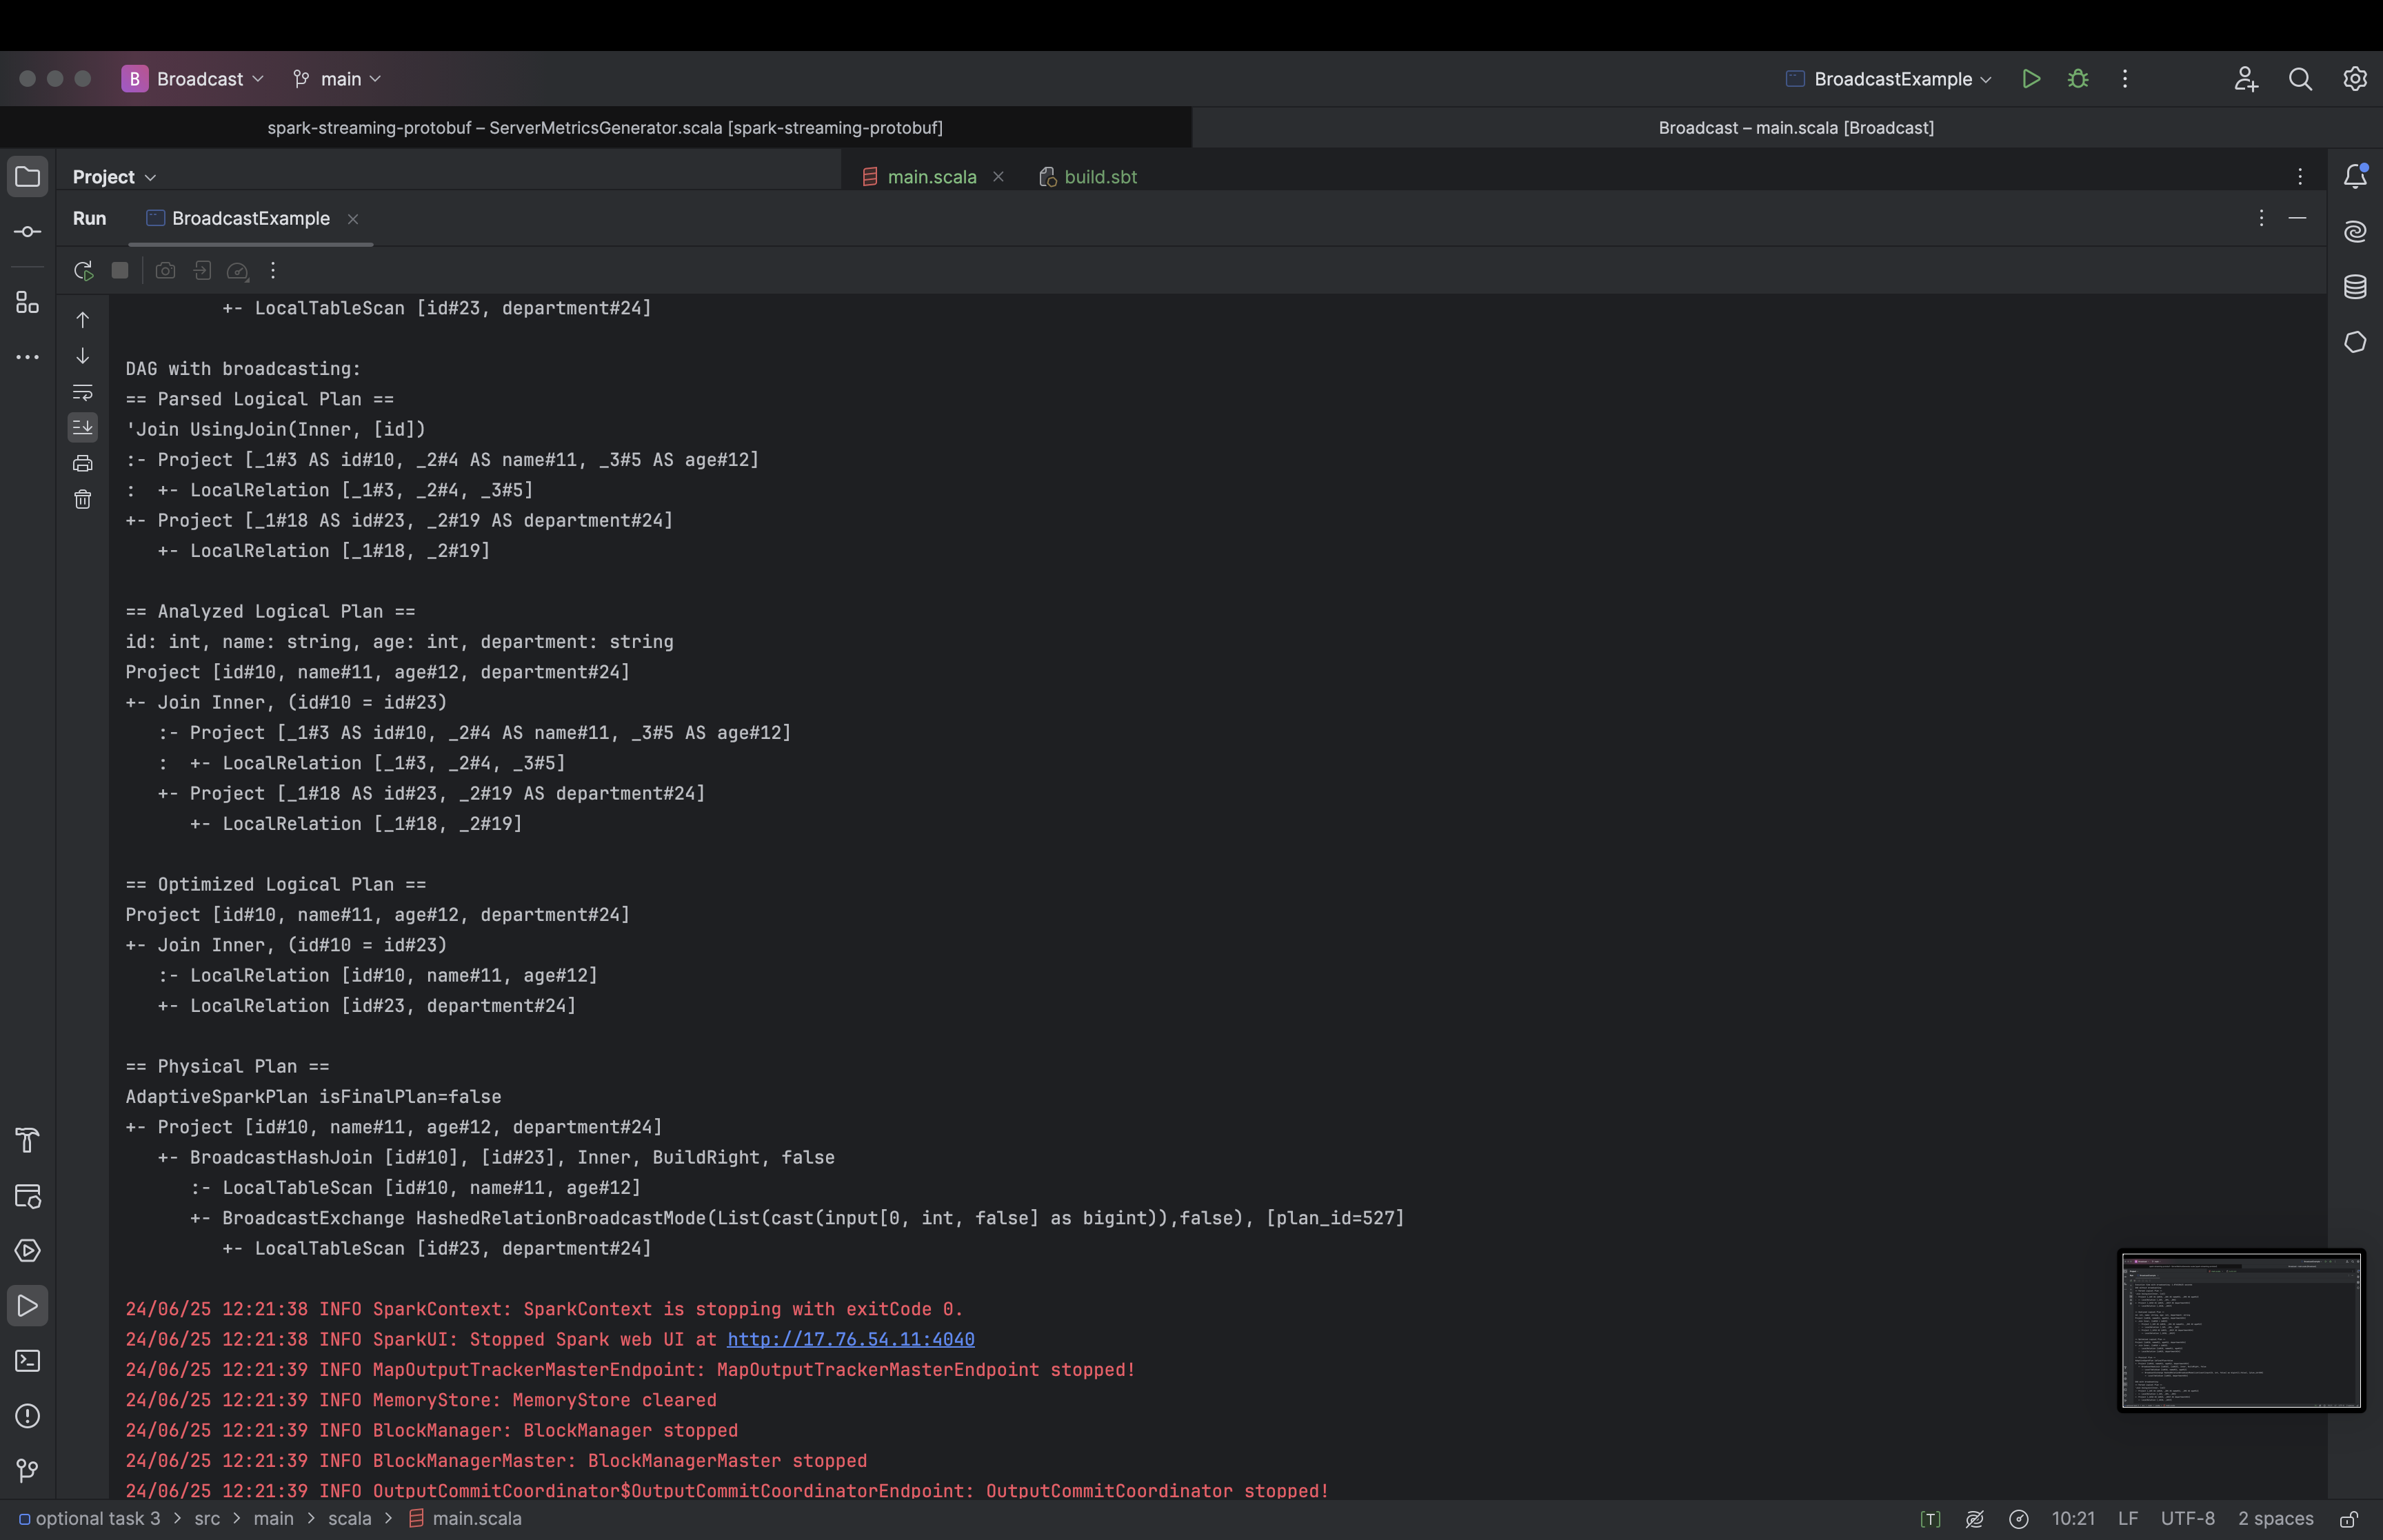 B Broadcast main BroadcastExample
spark-streaming-protobuf – ServerMetricsGenerator.scala [spark-streaming-protobuf] Broadcast – main.scala [Broadcast]
Project main.scala build.sbt
Run BroadcastExample
+- LocalTableScan [id#23, department#24]
DAG with broadcasting:
== Parsed Logical Plan ==
'Join UsingJoin(Inner, [id])
:- Project [_1#3 AS id#10, _2#4 AS name#11, _3#5 AS age#12]
:  +- LocalRelation [_1#3, _2#4, _3#5]
+- Project [_1#18 AS id#23, _2#19 AS department#24]
   +- LocalRelation [_1#18, _2#19]
== Analyzed Logical Plan ==
id: int, name: string, age: int, department: string
Project [id#10, name#11, age#12, department#24]
+- Join Inner, (id#10 = id#23)
   :- Project [_1#3 AS id#10, _2#4 AS name#11, _3#5 AS age#12]
   :  +- LocalRelation [_1#3, _2#4, _3#5]
   +- Project [_1#18 AS id#23, _2#19 AS department#24]
      +- LocalRelation [_1#18, _2#19]
== Optimized Logical Plan ==
Project [id#10, name#11, age#12, department#24]
+- Join Inner, (id#10 = id#23)
   :- LocalRelation [id#10, name#11, age#12]
   +- LocalRelation [id#23, department#24]
== Physical Plan ==
AdaptiveSparkPlan isFinalPlan=false
+- Project [id#10, name#11, age#12, department#24]
   +- BroadcastHashJoin [id#10], [id#23], Inner, BuildRight, false
      :- LocalTableScan [id#10, name#11, age#12]
      +- BroadcastExchange HashedRelationBroadcastMode(List(cast(input[0, int, false] as bigint)),false), [plan_id=527]
         +- LocalTableScan [id#23, department#24]
24/06/25 12:21:38 INFO SparkContext: SparkContext is stopping with exitCode 0.
24/06/25 12:21:38 INFO SparkUI: Stopped Spark web UI at http://17.76.54.11:4040
24/06/25 12:21:39 INFO MapOutputTrackerMasterEndpoint: MapOutputTrackerMasterEndpoint stopped!
24/06/25 12:21:39 INFO MemoryStore: MemoryStore cleared
24/06/25 12:21:39 INFO BlockManager: BlockManager stopped
24/06/25 12:21:39 INFO BlockManagerMaster: BlockManagerMaster stopped
24/06/25 12:21:39 INFO OutputCommitCoordinator$OutputCommitCoordinatorEndpoint: OutputCommitCoordinator stopped!
optional task 3 > src > main > scala > main.scala [T] 10:21 LF UTF-8 2 spaces